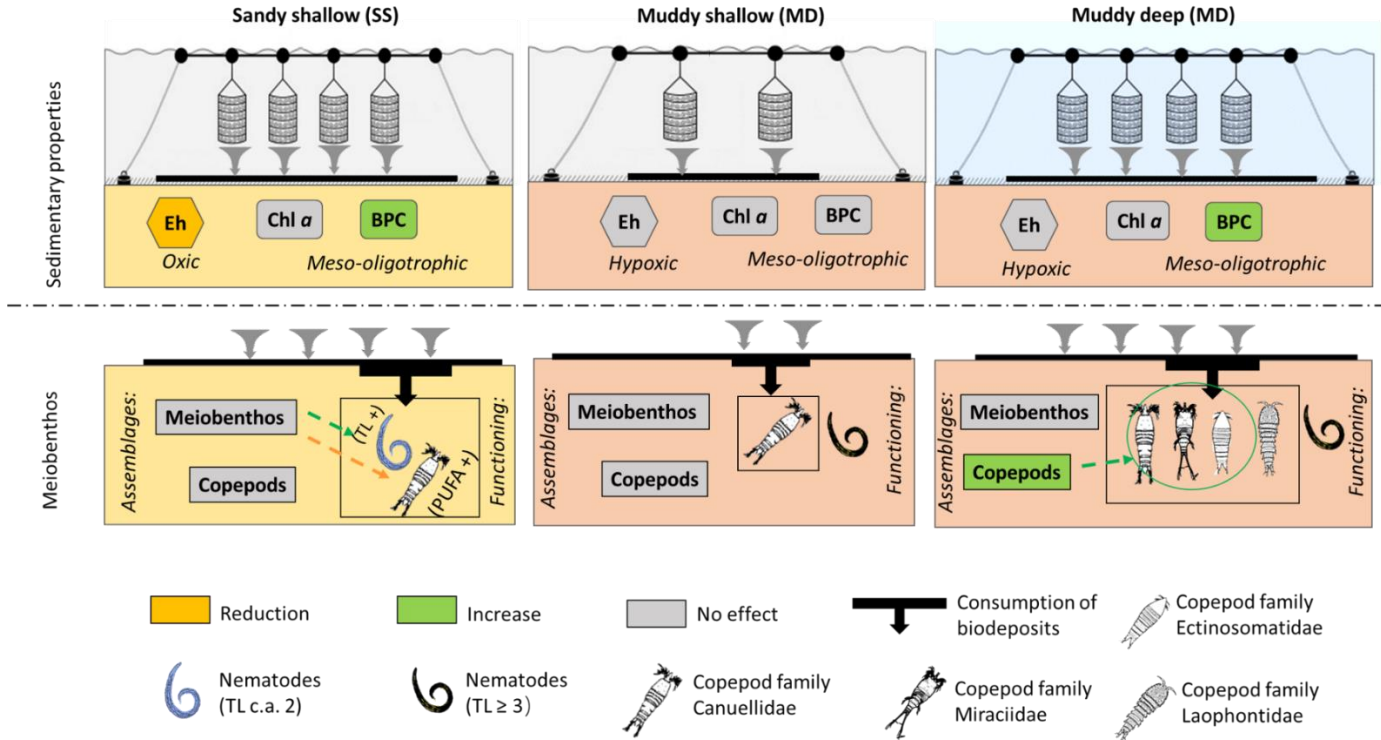 Sandy shallow (SS)
Muddy shallow (MD)
Muddy deep (MD)
Sedimentary properties
Eh
Chl a
BPC
Oxic
Meso-oligotrophic
Eh
Chl a
BPC
Hypoxic
Meso-oligotrophic
Eh
Chl a
BPC
Hypoxic
Meso-oligotrophic
Meiobenthos
Assemblages:
Meiobenthos
Copepods
(TL +)
(PUFA +)
Functioning:
Assemblages:
Meiobenthos
Copepods
Functioning:
Assemblages:
Meiobenthos
Copepods
Functioning:
Reduction
Increase
No effect
Consumption of
biodeposits
Copepod family
Ectinosomatidae
Nematodes
(TL c.a. 2)
Nematodes
(TL ≥ 3)
Copepod family
Canuellidae
Copepod family
Miraciidae
Copepod family
Laophontidae